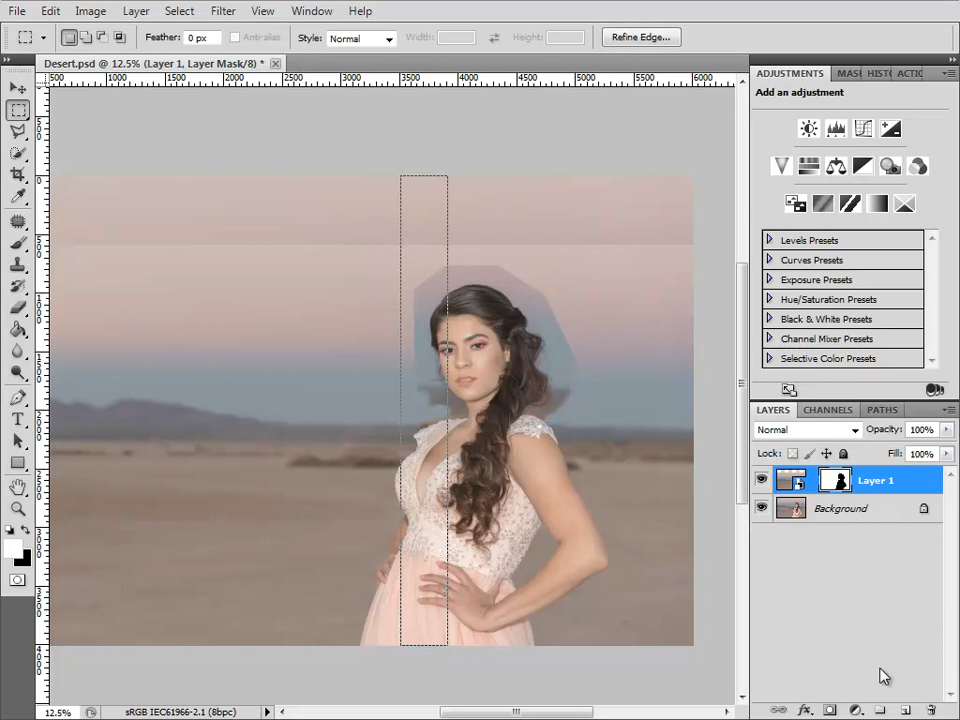 File Edit Image Layer Select Filter View Window Help
Feather: 0 px Anti-alias Style: Normal Width: Height: Refine Edge...
Desert.psd @ 12.5% (Layer 1, Layer Mask/8) *
500 1000 1500 2000 2500 3000 3500 4000 4500 5000 5500 6000
ADJUSTMENTS MASI HIST ACTIC
Add an adjustment
Levels Presets
Curves Presets
Exposure Presets
Hue/Saturation Presets
Black & White Presets
Channel Mixer Presets
Selective Color Presets
LAYERS CHANNELS PATHS
Normal Opacity: 100%
Lock: Fill: 100%
Layer 1
Background
12.5% sRGB IEC61966-2.1 (8bpc)